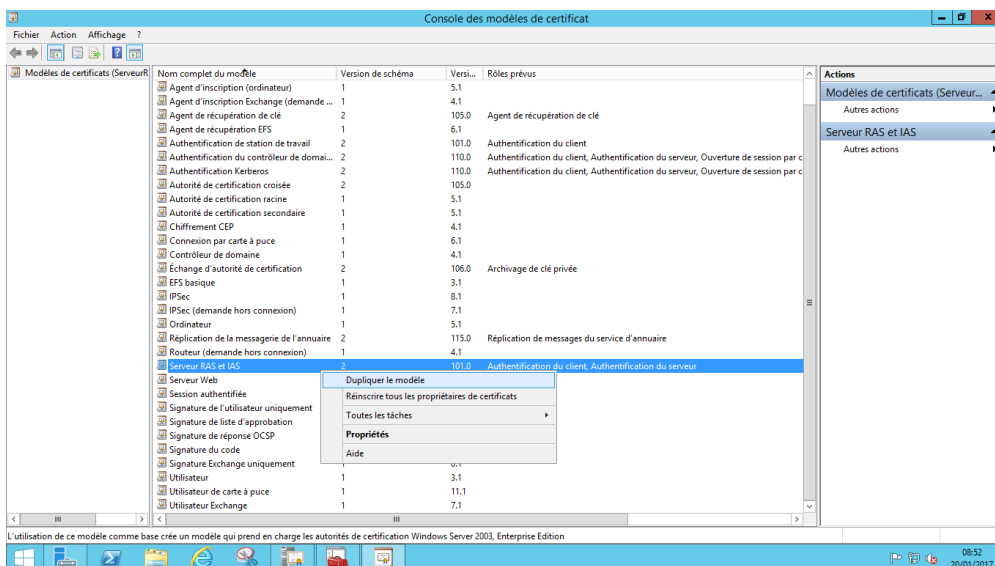 Console des modèles de certificat
Fichier Action Affichage ?
Modèles de certificats (ServeurR
Nom complet du modèle Version de schéma Versi... Rôles prévus
Agent d'inscription (ordinateur) 1 5.1
Agent d'inscription Exchange (demande ... 1 4.1
Agent de récupération de clé 2 105.0 Agent de récupération de clé
Agent de récupération EFS 1 6.1
Authentification de station de travail 2 101.0 Authentification du client
Authentification du contrôleur de domai... 2 110.0 Authentification du client, Authentification du serveur, Ouverture de session par c
Authentification Kerberos 2 110.0 Authentification du client, Authentification du serveur, Ouverture de session par c
Autorité de certification croisée 2 105.0
Autorité de certification racine 1 5.1
Autorité de certification secondaire 1 5.1
Chiffrement CEP 1 4.1
Connexion par carte à puce 1 6.1
Contrôleur de domaine 1 4.1
Échange d'autorité de certification 2 106.0 Archivage de clé privée
EFS basique 1 3.1
IPSec 1 8.1
IPSec (demande hors connexion) 1 7.1
Ordinateur 1 5.1
Réplication de la messagerie de l'annuaire 2 115.0 Réplication de messages du service d'annuaire
Routeur (demande hors connexion) 1 4.1
Serveur RAS et IAS 2 101.0 Authentification du client, Authentification du serveur
Serveur Web
Session authentifiée
Signature de l'utilisateur uniquement
Signature de liste d'approbation
Signature de réponse OCSP
Signature du code
Signature Exchange uniquement
Utilisateur 1 3.1
Utilisateur de carte à puce 1 11.1
Utilisateur Exchange 1 7.1
Dupliquer le modèle
Réinscrire tous les propriétaires de certificats
Toutes les tâches
Propriétés
Aide
Actions
Modèles de certificats (Serveur...
Autres actions
Serveur RAS et IAS
Autres actions
L'utilisation de ce modèle comme base crée un modèle qui prend en charge les autorités de certification Windows Server 2003, Enterprise Edition
08:52
20/01/2017